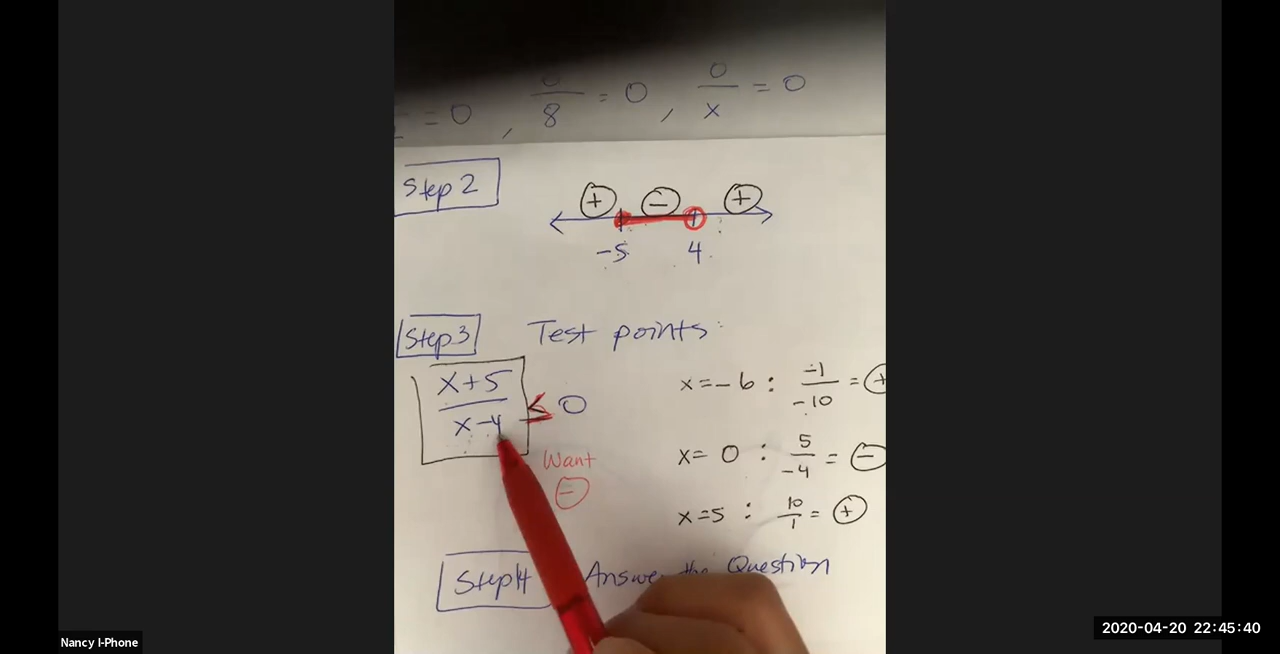 = 0 , 0/8 = 0 , 0/x = 0
Step 2
+ − +
-5 4
Step 3 Test points:
x+5/x-4 ≤ 0
Want
−
x=-6 : -1/-10 = +
x= 0 : 5/-4 = −
x=5 : 10/1 = +
Step 4 Answer the Question
Nancy I-Phone
2020-04-20 22:45:40